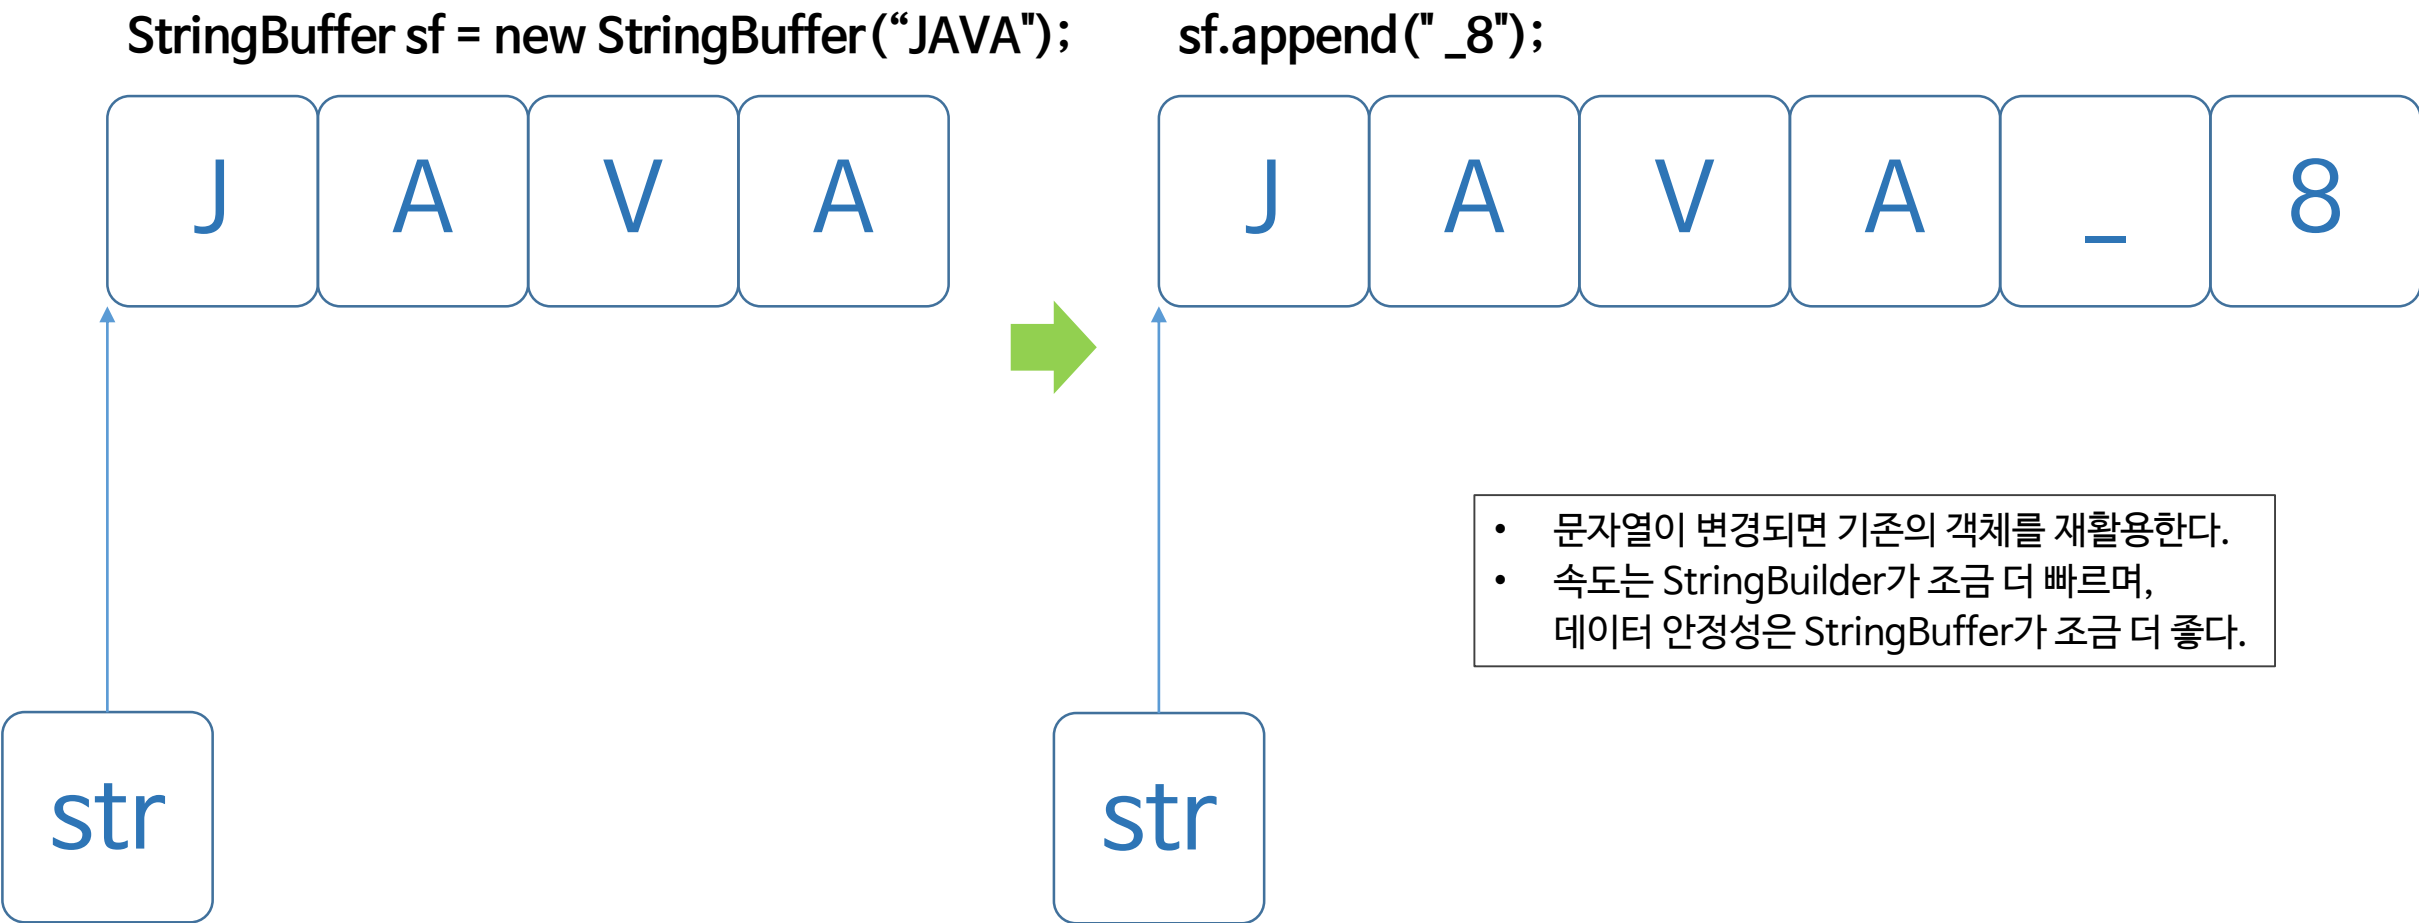 StringBuffer sf = new StringBuffer(“JAVA");
sf.append("_8");
J A V A
J A V A _ 8
• 문자열이 변경되면 기존의 객체를 재활용한다.
• 속도는 StringBuilder가 조금 더 빠르며,
데이터 안정성은 StringBuffer가 조금 더 좋다.
str
str